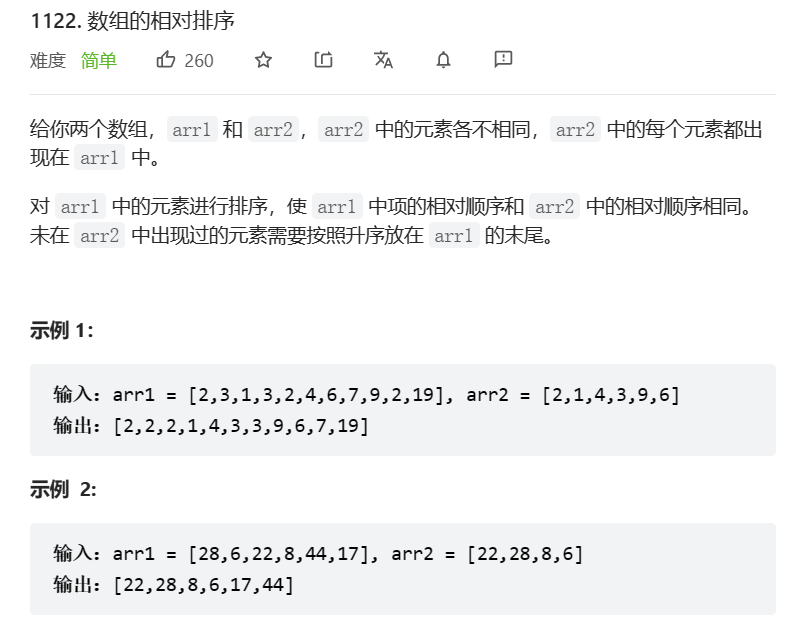 1122. 数组的相对排序
难度 简单 260
给你两个数组，arr1 和 arr2，arr2 中的元素各不相同，arr2 中的每个元素都出
现在 arr1 中。
对 arr1 中的元素进行排序，使 arr1 中项的相对顺序和 arr2 中的相对顺序相同。
未在 arr2 中出现过的元素需要按照升序放在 arr1 的末尾。
示例 1:
输入：arr1 = [2,3,1,3,2,4,6,7,9,2,19], arr2 = [2,1,4,3,9,6]
输出：[2,2,2,1,4,3,3,9,6,7,19]
示例 2:
输入：arr1 = [28,6,22,8,44,17], arr2 = [22,28,8,6]
输出：[22,28,8,6,17,44]